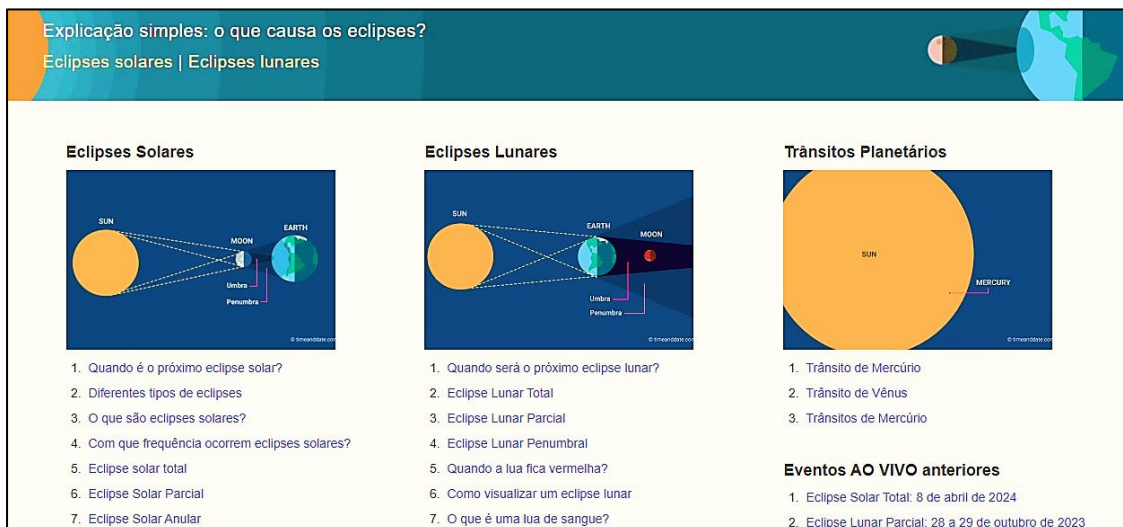 Explicação simples: o que causa os eclipses?
Eclipses solares | Eclipses lunares
Eclipses Solares
SUN
MOON
EARTH
Umbra
Penumbra
© timeanddate.com
1. Quando é o próximo eclipse solar?
2. Diferentes tipos de eclipses
3. O que são eclipses solares?
4. Com que frequência ocorrem eclipses solares?
5. Eclipse solar total
6. Eclipse Solar Parcial
7. Eclipse Solar Anular
Eclipses Lunares
SUN
EARTH
MOON
Umbra
Penumbra
© timeanddate.com
1. Quando será o próximo eclipse lunar?
2. Eclipse Lunar Total
3. Eclipse Lunar Parcial
4. Eclipse Lunar Penumbral
5. Quando a lua fica vermelha?
6. Como visualizar um eclipse lunar
7. O que é uma lua de sangue?
Trânsitos Planetários
SUN
MERCURY
© timeanddate.com
1. Trânsito de Mercúrio
2. Trânsito de Vênus
3. Trânsitos de Mercúrio
Eventos AO VIVO anteriores
1. Eclipse Solar Total: 8 de abril de 2024
2. Eclipse Lunar Parcial: 28 a 29 de outubro de 2023